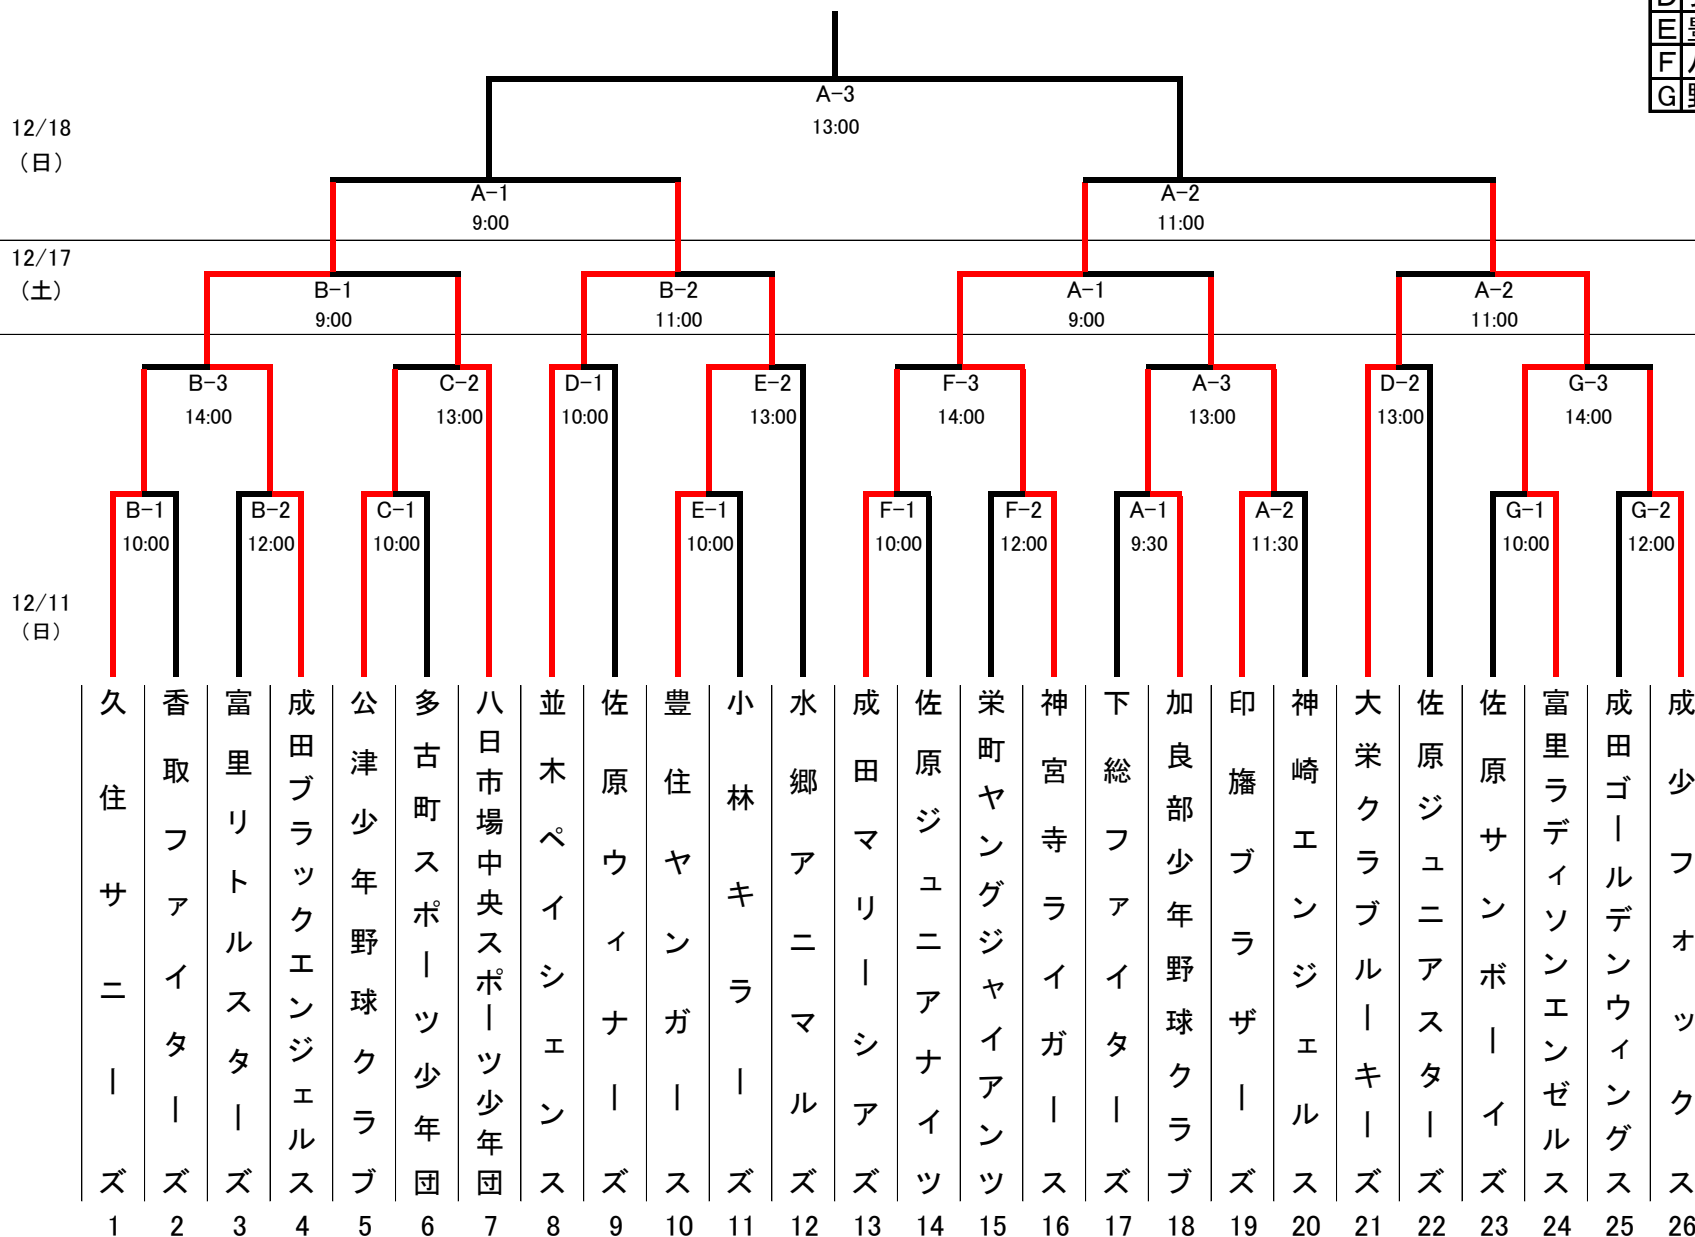 D
E
F
G
A-3
13:00
12/18
（日）
A-1
9:00
A-2
11:00
12/17
（土）
B-1
9:00
B-2
11:00
A-1
9:00
A-2
11:00
B-3
14:00
C-2
13:00
D-1
10:00
E-2
13:00
F-3
14:00
A-3
13:00
D-2
13:00
G-3
14:00
B-1
10:00
B-2
12:00
C-1
10:00
E-1
10:00
F-1
10:00
F-2
12:00
A-1
9:30
A-2
11:30
G-1
10:00
G-2
12:00
12/11
（日）
久住サニーズ
香取ファイターズ
富里リトルスターズ
成田ブラックエンジェルス
公津少年野球クラブ
多古町スポーツ少年団
八日市場中央スポーツ少年団
並木ペイシェンス
佐原ウィナーズ
豊住ヤンガース
小林キラーズ
水郷アニマルズ
成田マリーシアズ
佐原ジュニアナイツ
栄町ヤングジャイアンツ
神宮寺ライガース
下総ファイターズ
加良部少年野球クラブ
印旛ブラザーズ
神崎エンジェルス
大栄クラブルーキーズ
佐原ジュニアスターズ
佐原サンボーイズ
富里ラディソンエンゼルス
成田ゴールデンウィングス
成少フォックス
1
2
3
4
5
6
7
8
9
10
11
12
13
14
15
16
17
18
19
20
21
22
23
24
25
26